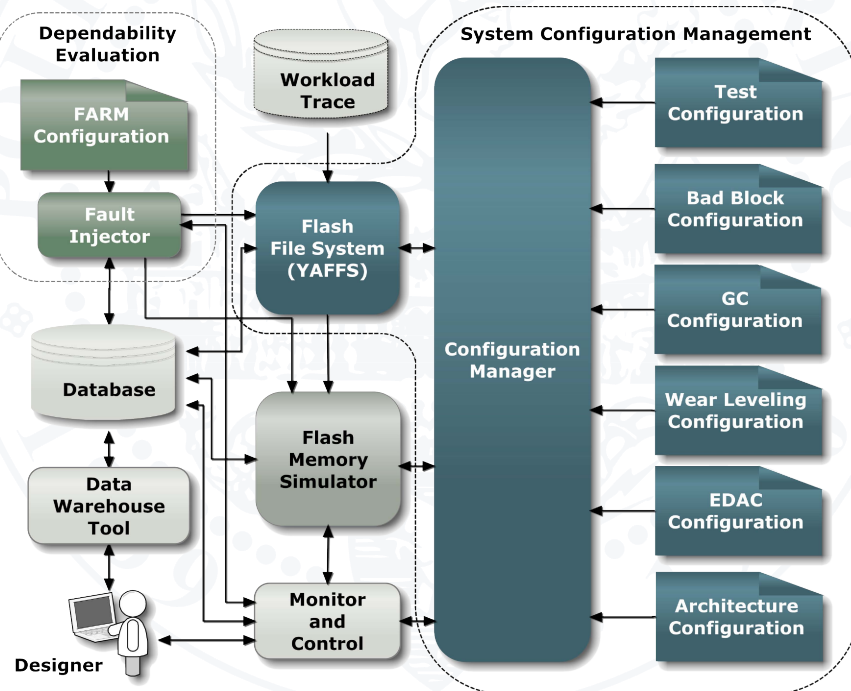 Dependability
Evaluation
FARM
Configuration
Fault
Injector
Workload
Trace
System Configuration Management
Flash
File System
(YAFFS)
Configuration
Manager
Test
Configuration
Bad Block
Configuration
GC
Configuration
Wear Leveling
Configuration
EDAC
Configuration
Architecture
Configuration
Database
Flash
Memory
Simulator
Data
Warehouse
Tool
Monitor
and
Control
Designer